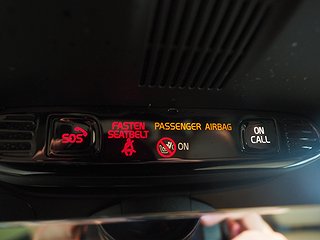 SOS
FASTEN
SEATBELT
PASSENGER AIRBAG
ON
ON
CALL